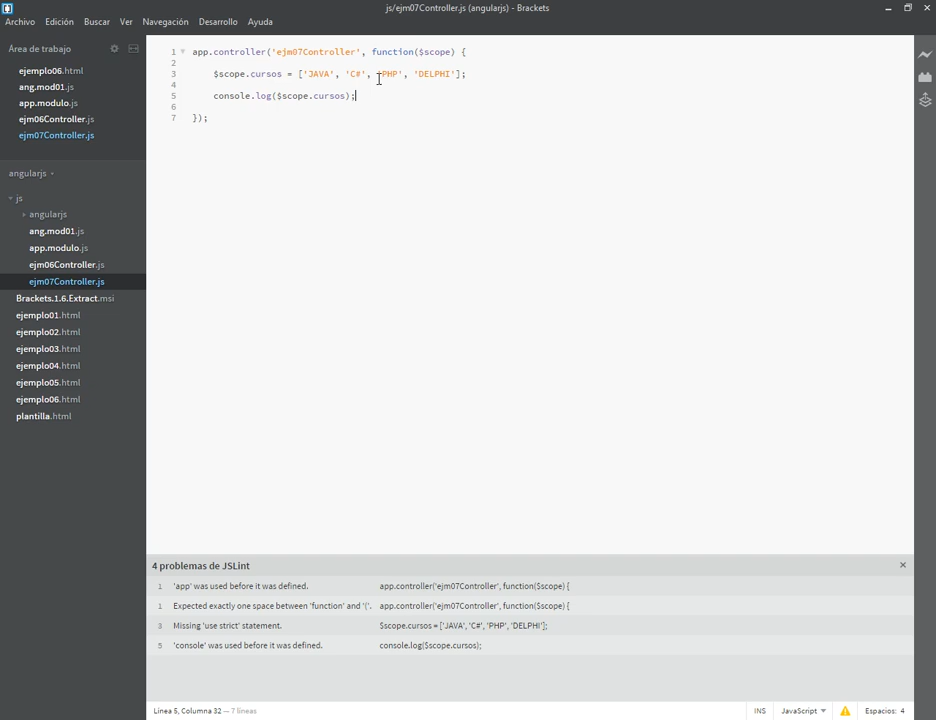 js/ejm07Controller.js (angularjs) - Brackets
Archivo Edición Buscar Ver Navegación Desarrollo Ayuda
Área de trabajo
ejemplo06.html
ang.mod01.js
app.modulo.js
ejm06Controller.js
ejm07Controller.js
angularjs
js
angularjs
ang.mod01.js
app.modulo.js
ejm06Controller.js
ejm07Controller.js
Brackets.1.6.Extract.msi
ejemplo01.html
ejemplo02.html
ejemplo03.html
ejemplo04.html
ejemplo05.html
ejemplo06.html
plantilla.html
1 app.controller('ejm07Controller', function($scope) {
2
3 $scope.cursos = ['JAVA', 'C#', 'PHP', 'DELPHI'];
4
5 console.log($scope.cursos);
6
7 });
4 problemas de JSLint
1 'app' was used before it was defined. app.controller('ejm07Controller', function($scope) {
1 Expected exactly one space between 'function' and '('. app.controller('ejm07Controller', function($scope) {
3 Missing 'use strict' statement. $scope.cursos = ['JAVA', 'C#', 'PHP', 'DELPHI'];
5 'console' was used before it was defined. console.log($scope.cursos);
Línea 5, Columna 32 — 7 líneas INS JavaScript Espacios: 4